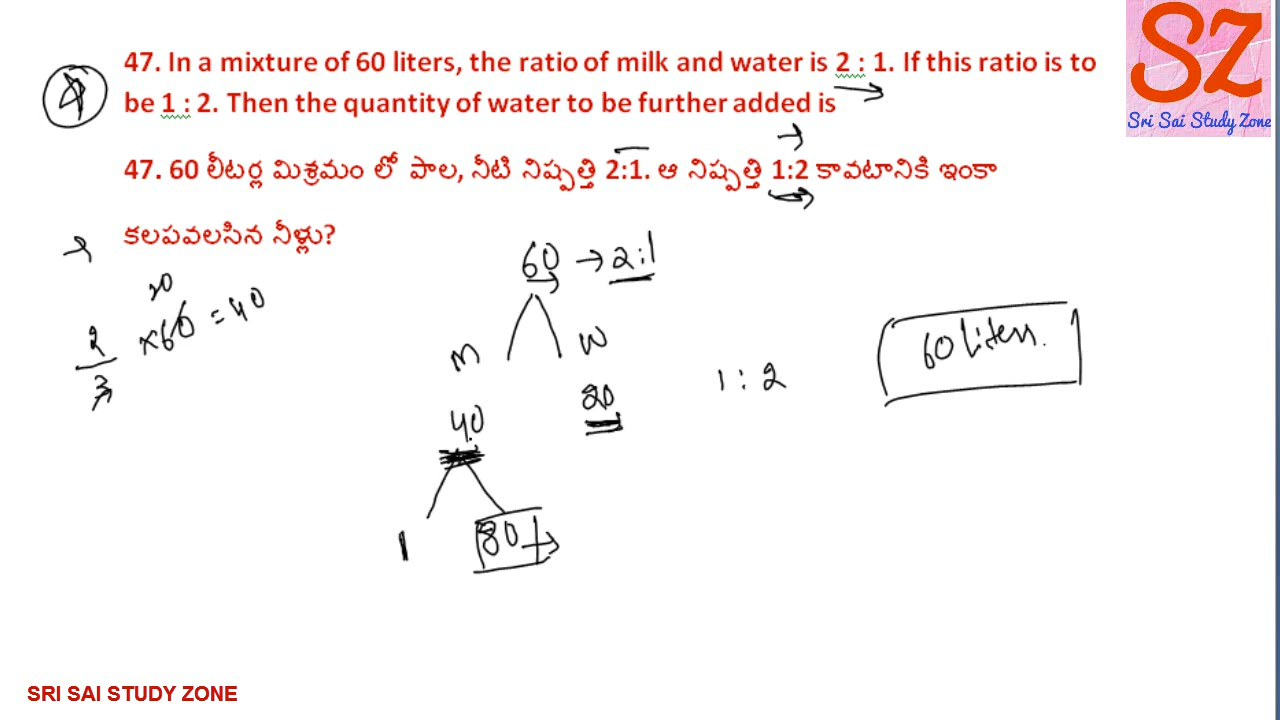 SZ
Sri Sai Study Zone
47. In a mixture of 60 liters, the ratio of milk and water is 2 : 1. If this ratio is to
be 1 : 2. Then the quantity of water to be further added is
47. 60 లీటర్ల మిశ్రమం లో పాల, నీటి నిష్పత్తి 2:1. ఆ నిష్పత్తి 1:2 కావటానికి ఇంకా
కలపవలసిన నీళ్లు?
60 → 2:1
20
2/3 × 60 = 40
M W
40 20
1 : 2
60 liters.
1 80
SRI SAI STUDY ZONE